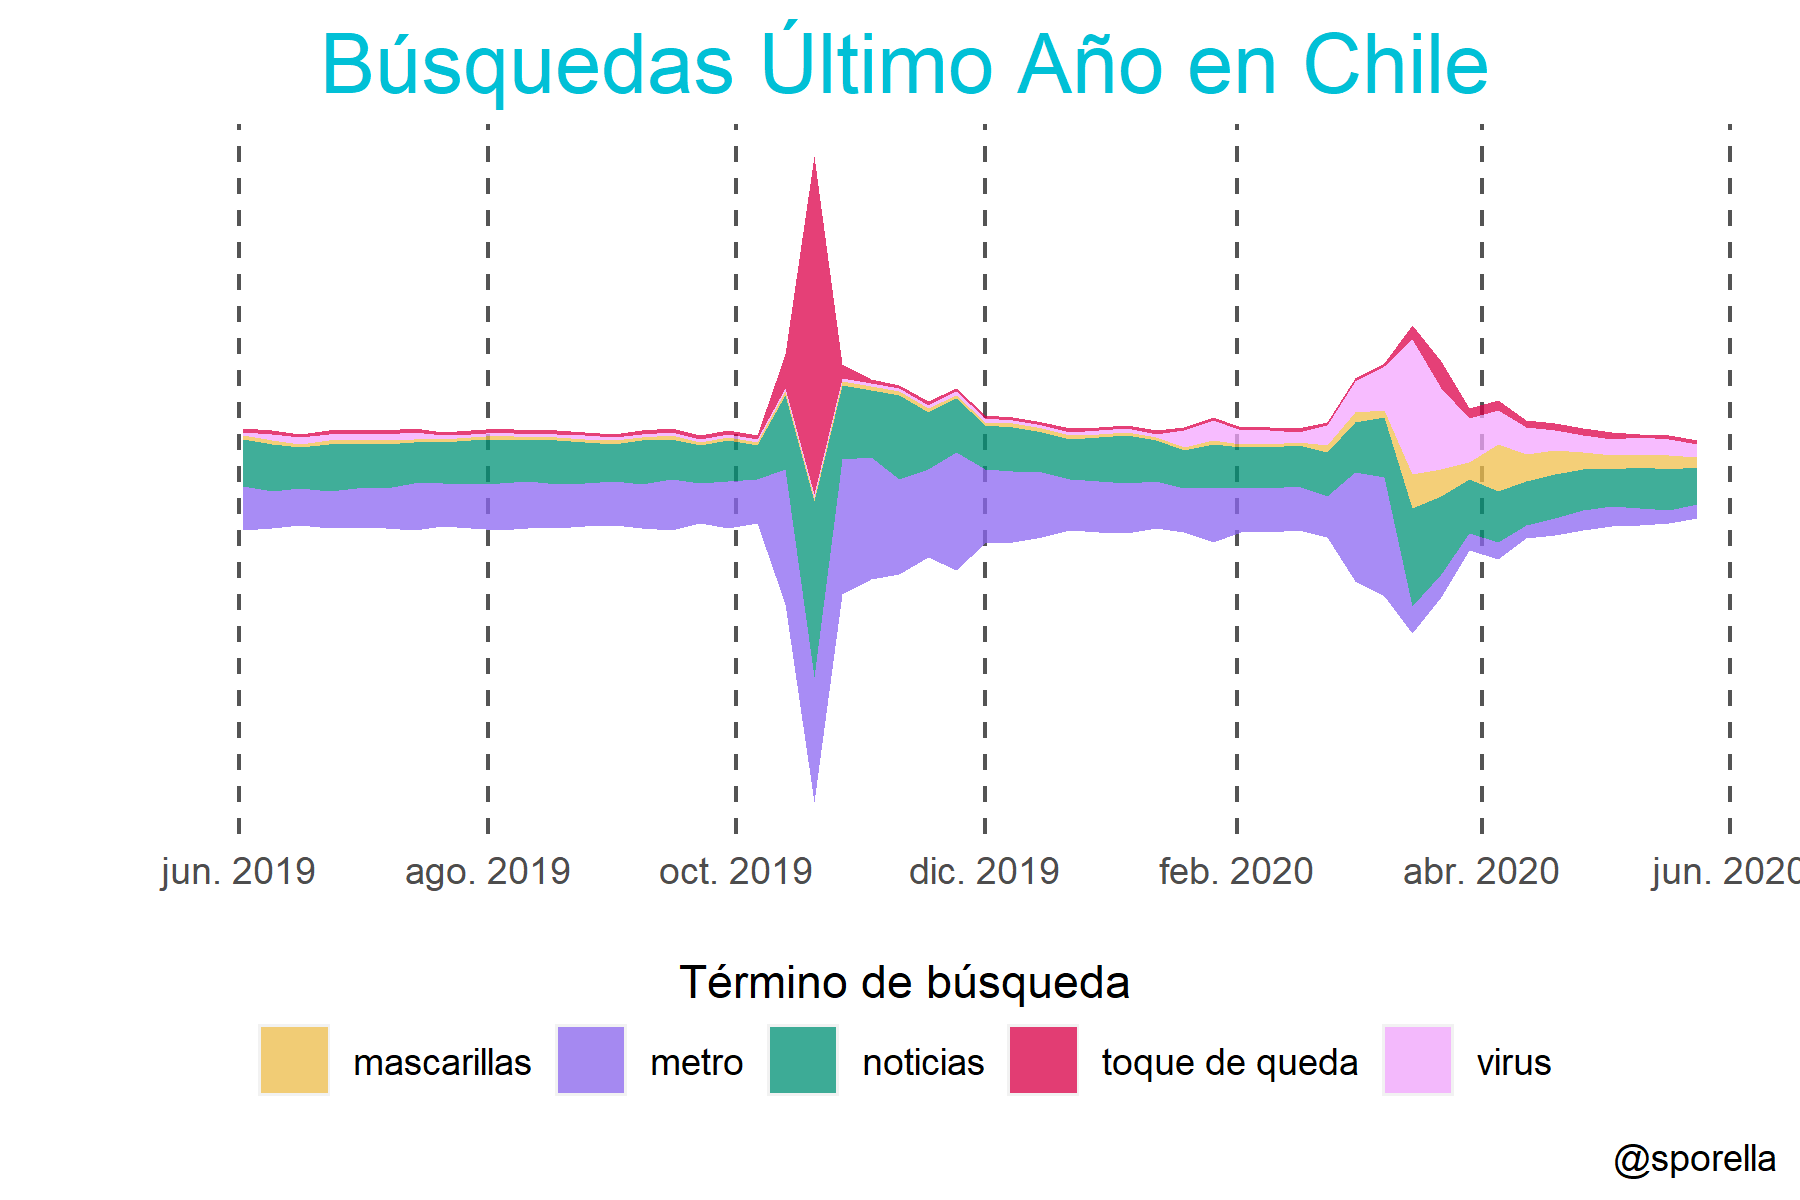 Búsquedas Último Año en Chile
jun. 2019 ago. 2019 oct. 2019 dic. 2019 feb. 2020 abr. 2020 jun. 2020
Término de búsqueda
mascarillas metro noticias toque de queda virus
@sporella